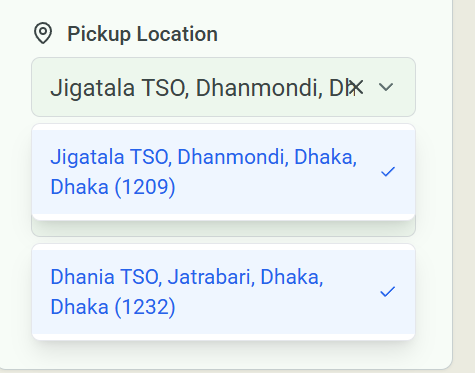 Pickup Location
Jigatala TSO, Dhanmondi, Dh
Jigatala TSO, Dhanmondi, Dhaka,
Dhaka (1209)
Dhania TSO, Jatrabari, Dhaka,
Dhaka (1232)